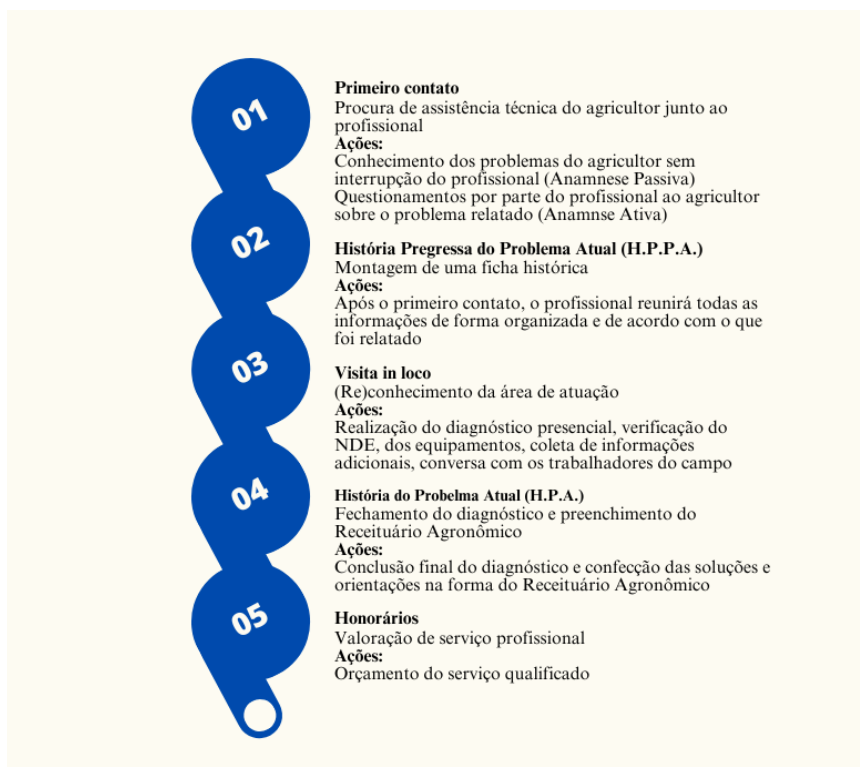 01
Primeiro contato
Procura de assistência técnica do agricultor junto ao
profissional
Ações:
Conhecimento dos problemas do agricultor sem
interrupção do profissional (Anamnese Passiva)
Questionamentos por parte do profissional ao agricultor
sobre o problema relatado (Anamnse Ativa)
02
História Pregressa do Problema Atual (H.P.P.A.)
Montagem de uma ficha histórica
Ações:
Após o primeiro contato, o profissional reunirá todas as
informações de forma organizada e de acordo com o que
foi relatado
03
Visita in loco
(Re)conhecimento da área de atuação
Ações:
Realização do diagnóstico presencial, verificação do
NDE, dos equipamentos, coleta de informações
adicionais, conversa com os trabalhadores do campo
04
História do Probelma Atual (H.P.A.)
Fechamento do diagnóstico e preenchimento do
Receituário Agronômico
Ações:
Conclusão final do diagnóstico e confecção das soluções e
orientações na forma do Receituário Agronômico
05
Honorários
Valoração de serviço profissional
Ações:
Orçamento do serviço qualificado